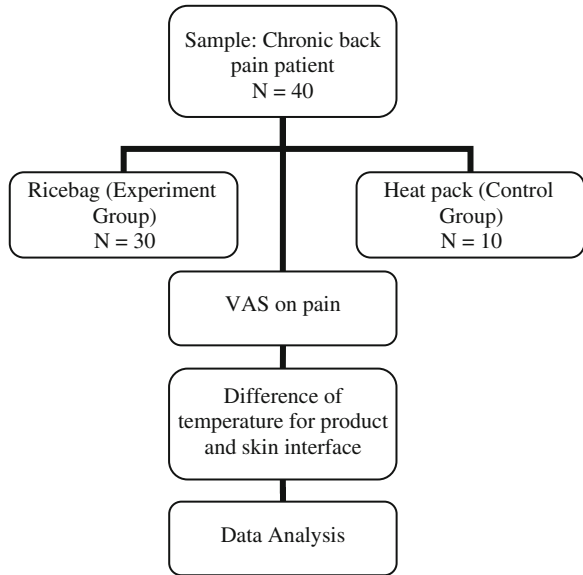 Sample: Chronic back
pain patient
N = 40
Ricebag (Experiment
Group)
N = 30
Heat pack (Control
Group)
N = 10
VAS on pain
Difference of
temperature for product
and skin interface
Data Analysis